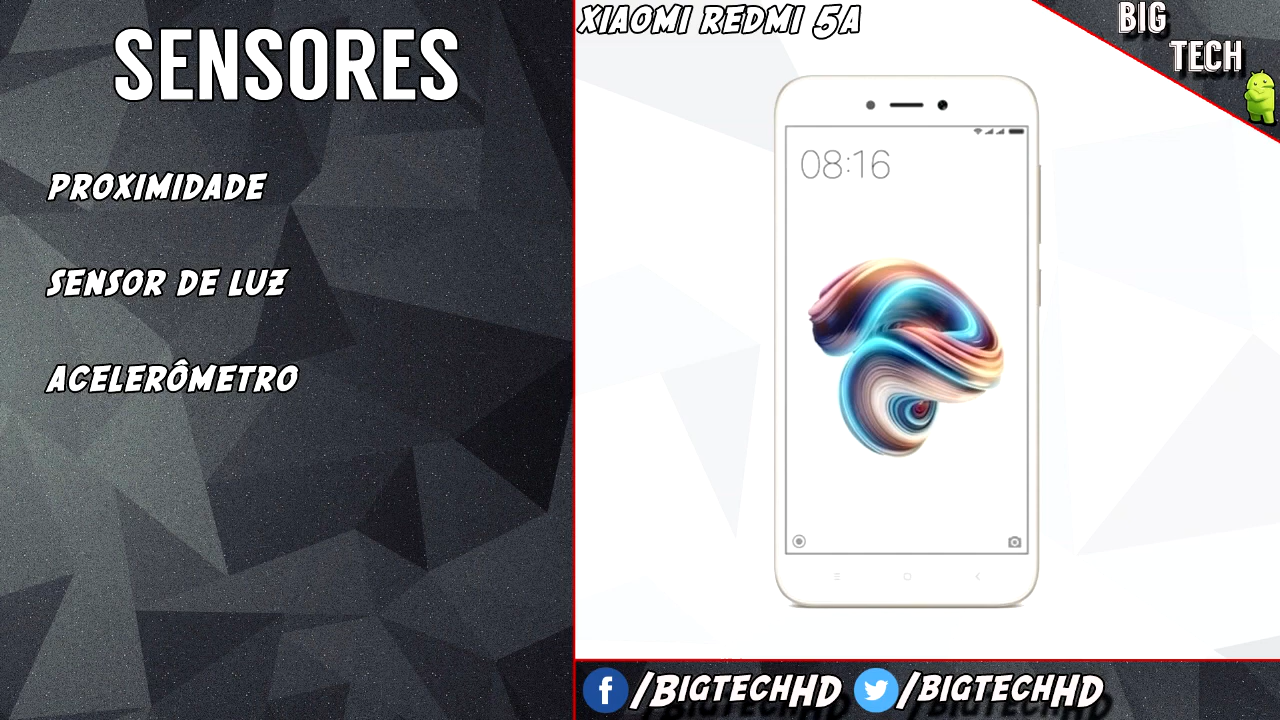 SENSORES
PROXIMIDADE
SENSOR DE LUZ
ACELERÔMETRO
XIAOMI REDMI 5A
BIG
TECH
08:16
/BIGTECHHD
/BIGTECHHD